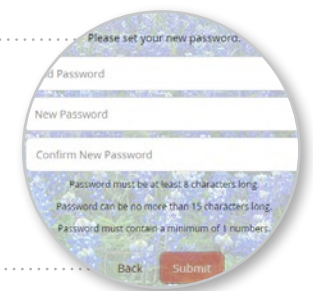 Please set your new password.
d Password
New Password
Confirm New Password
Password must be at least 8 characters long.
Password can be no more than 15 characters long.
Password must contain a minimum of 1 numbers.
Back Submit